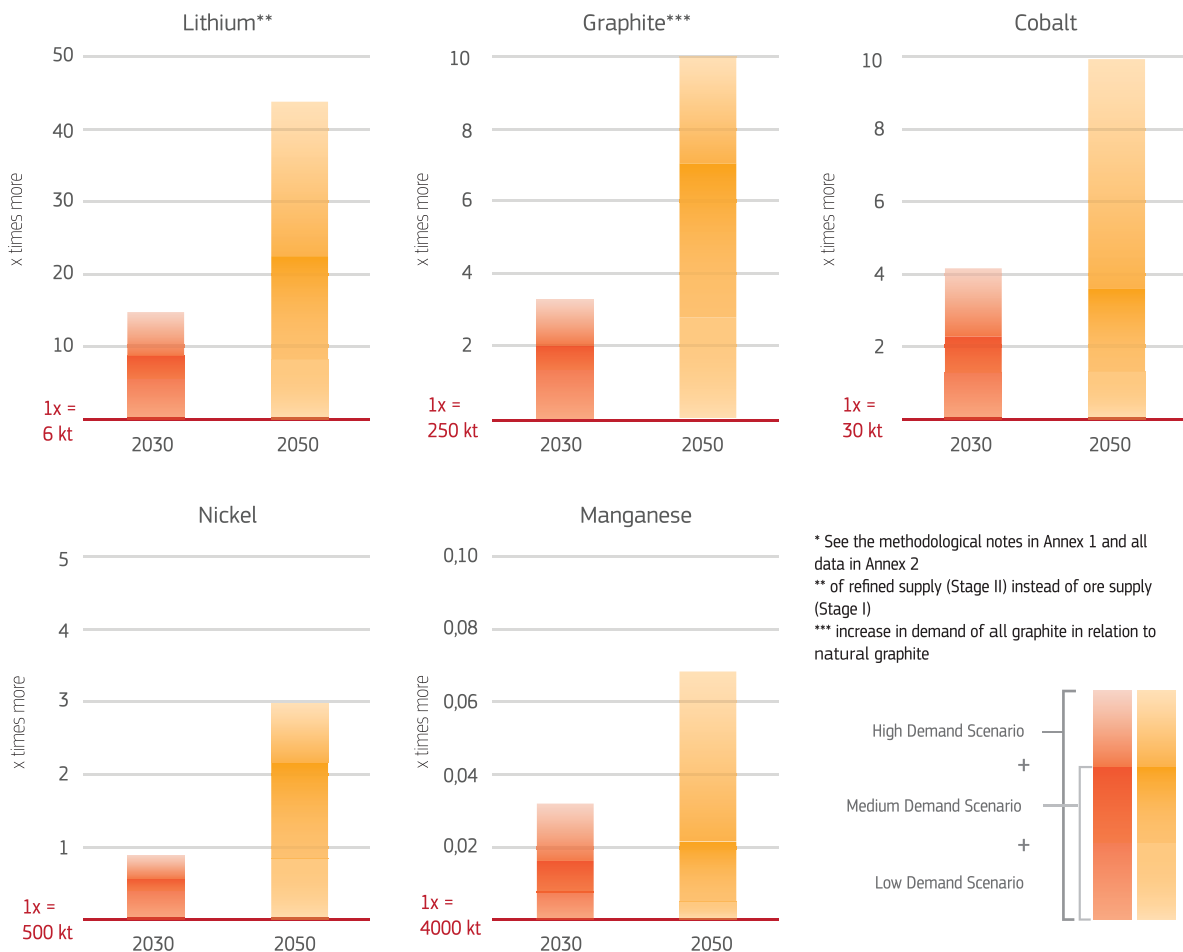 Lithium**
50
40
30
20
10
x times more
1x =
6 kt
2030
2050
Graphite***
10
8
6
4
2
x times more
1x =
250 kt
2030
2050
Cobalt
10
8
6
4
2
x times more
1x =
30 kt
2030
2050
Nickel
5
4
3
2
1
x times more
1x =
500 kt
2030
2050
Manganese
0,10
0,08
0,06
0,04
0,02
x times more
1x =
4000 kt
2030
2050
* See the methodological notes in Annex 1 and all
data in Annex 2
** of refined supply (Stage II) instead of ore supply
(Stage I)
*** increase in demand of all graphite in relation to
natural graphite
High Demand Scenario
+
Medium Demand Scenario
+
Low Demand Scenario